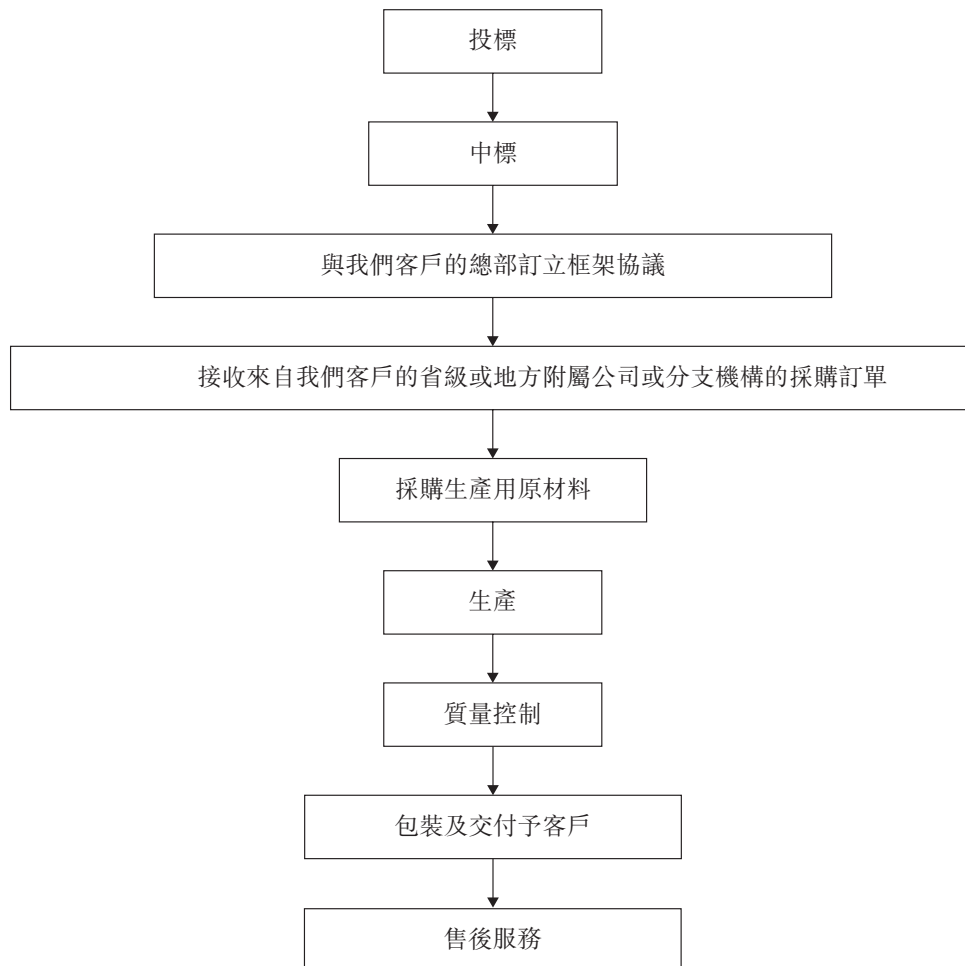 投標
中標
與我們客戶的總部訂立框架協議
接收來自我們客戶的省級或地方附屬公司或分支機構的採購訂單
採購生產用原材料
生產
質量控制
包裝及交付予客戶
售後服務